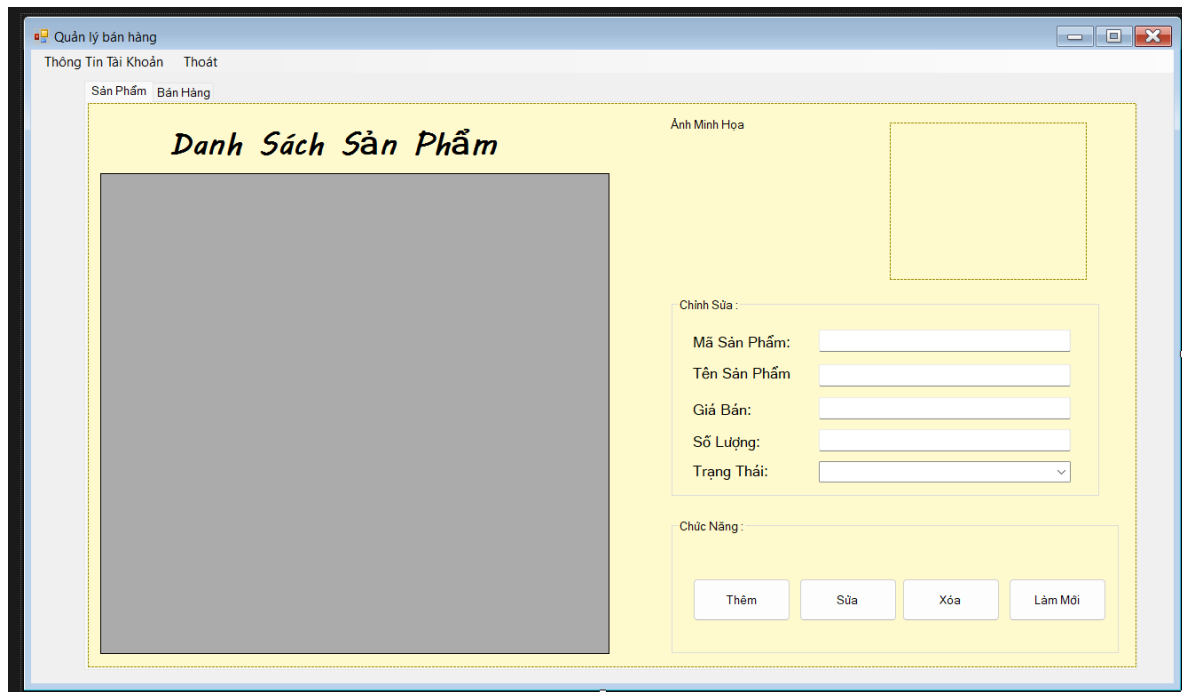 Quản lý bán hàng
Thông Tin Tài Khoản Thoát
Sản Phẩm Bán Hàng
Danh Sách Sản Phẩm
Ảnh Minh Họa
Chỉnh Sửa :
Mã Sản Phẩm:
Tên Sản Phẩm
Giá Bán:
Số Lượng:
Trạng Thái:
Chức Năng :
Thêm Sửa Xóa Làm Mới